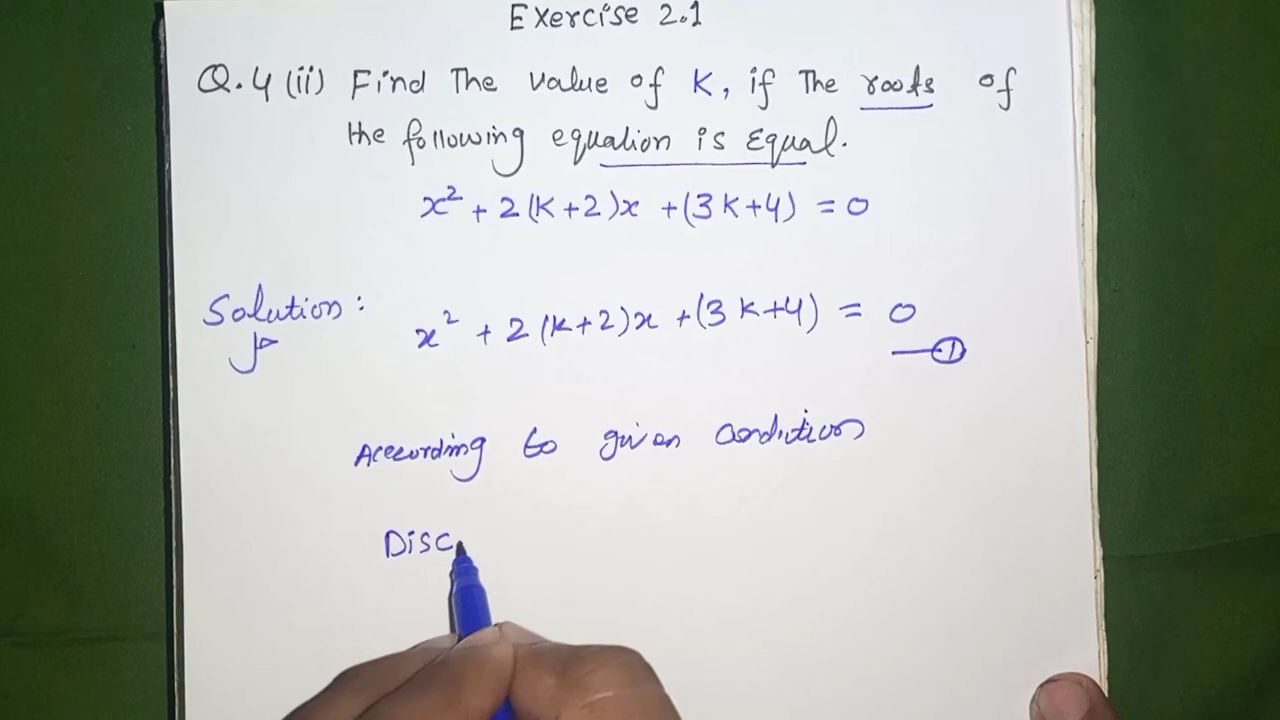 Exercise 2.1
Q.4 (ii) Find The value of K, if The roots of
the following equation is Equal.
x² + 2(K+2)x + (3K+4) = 0
Solution:
x² + 2(k+2)x + (3k+4) = 0
①
According to given condition
Disc